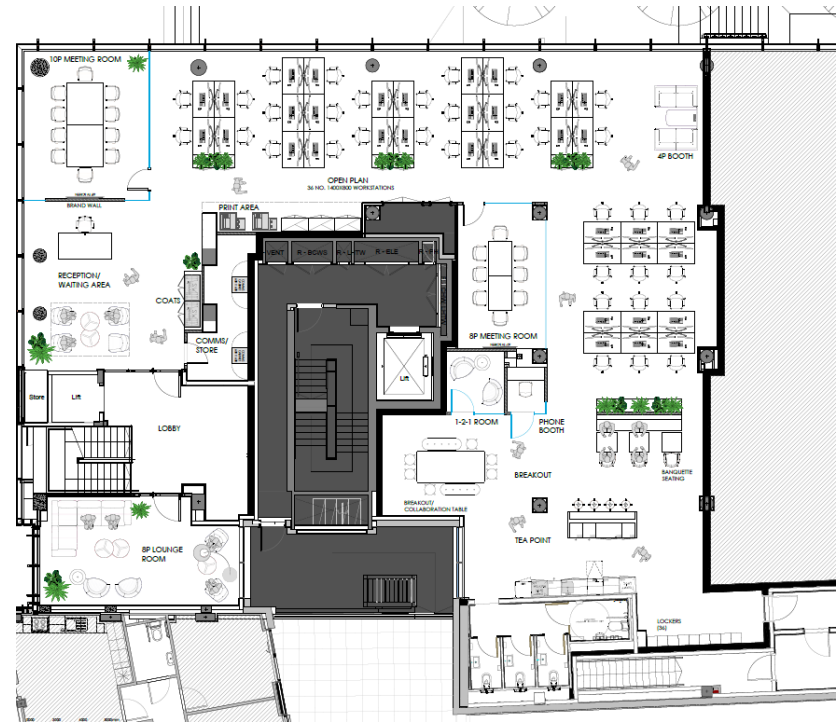 10P MEETING ROOM
4P BOOTH
OPEN PLAN
36 NO. 1400X800 WORKSTATIONS
BRAND WALL
PRINT AREA
VENT
R - BCWS
R - L-TW
R - ELE
RECEPTION/
WAITING AREA
COATS
COMMS/
STORE
8P MEETING ROOM
Lift
Store
Lift
LOBBY
1-2-1 ROOM
PHONE
BOOTH
BREAKOUT
BANQUETTE
SEATING
BREAKOUT/
COLLABORATION TABLE
TEA POINT
8P LOUNGE
ROOM
LOCKERS
(36)